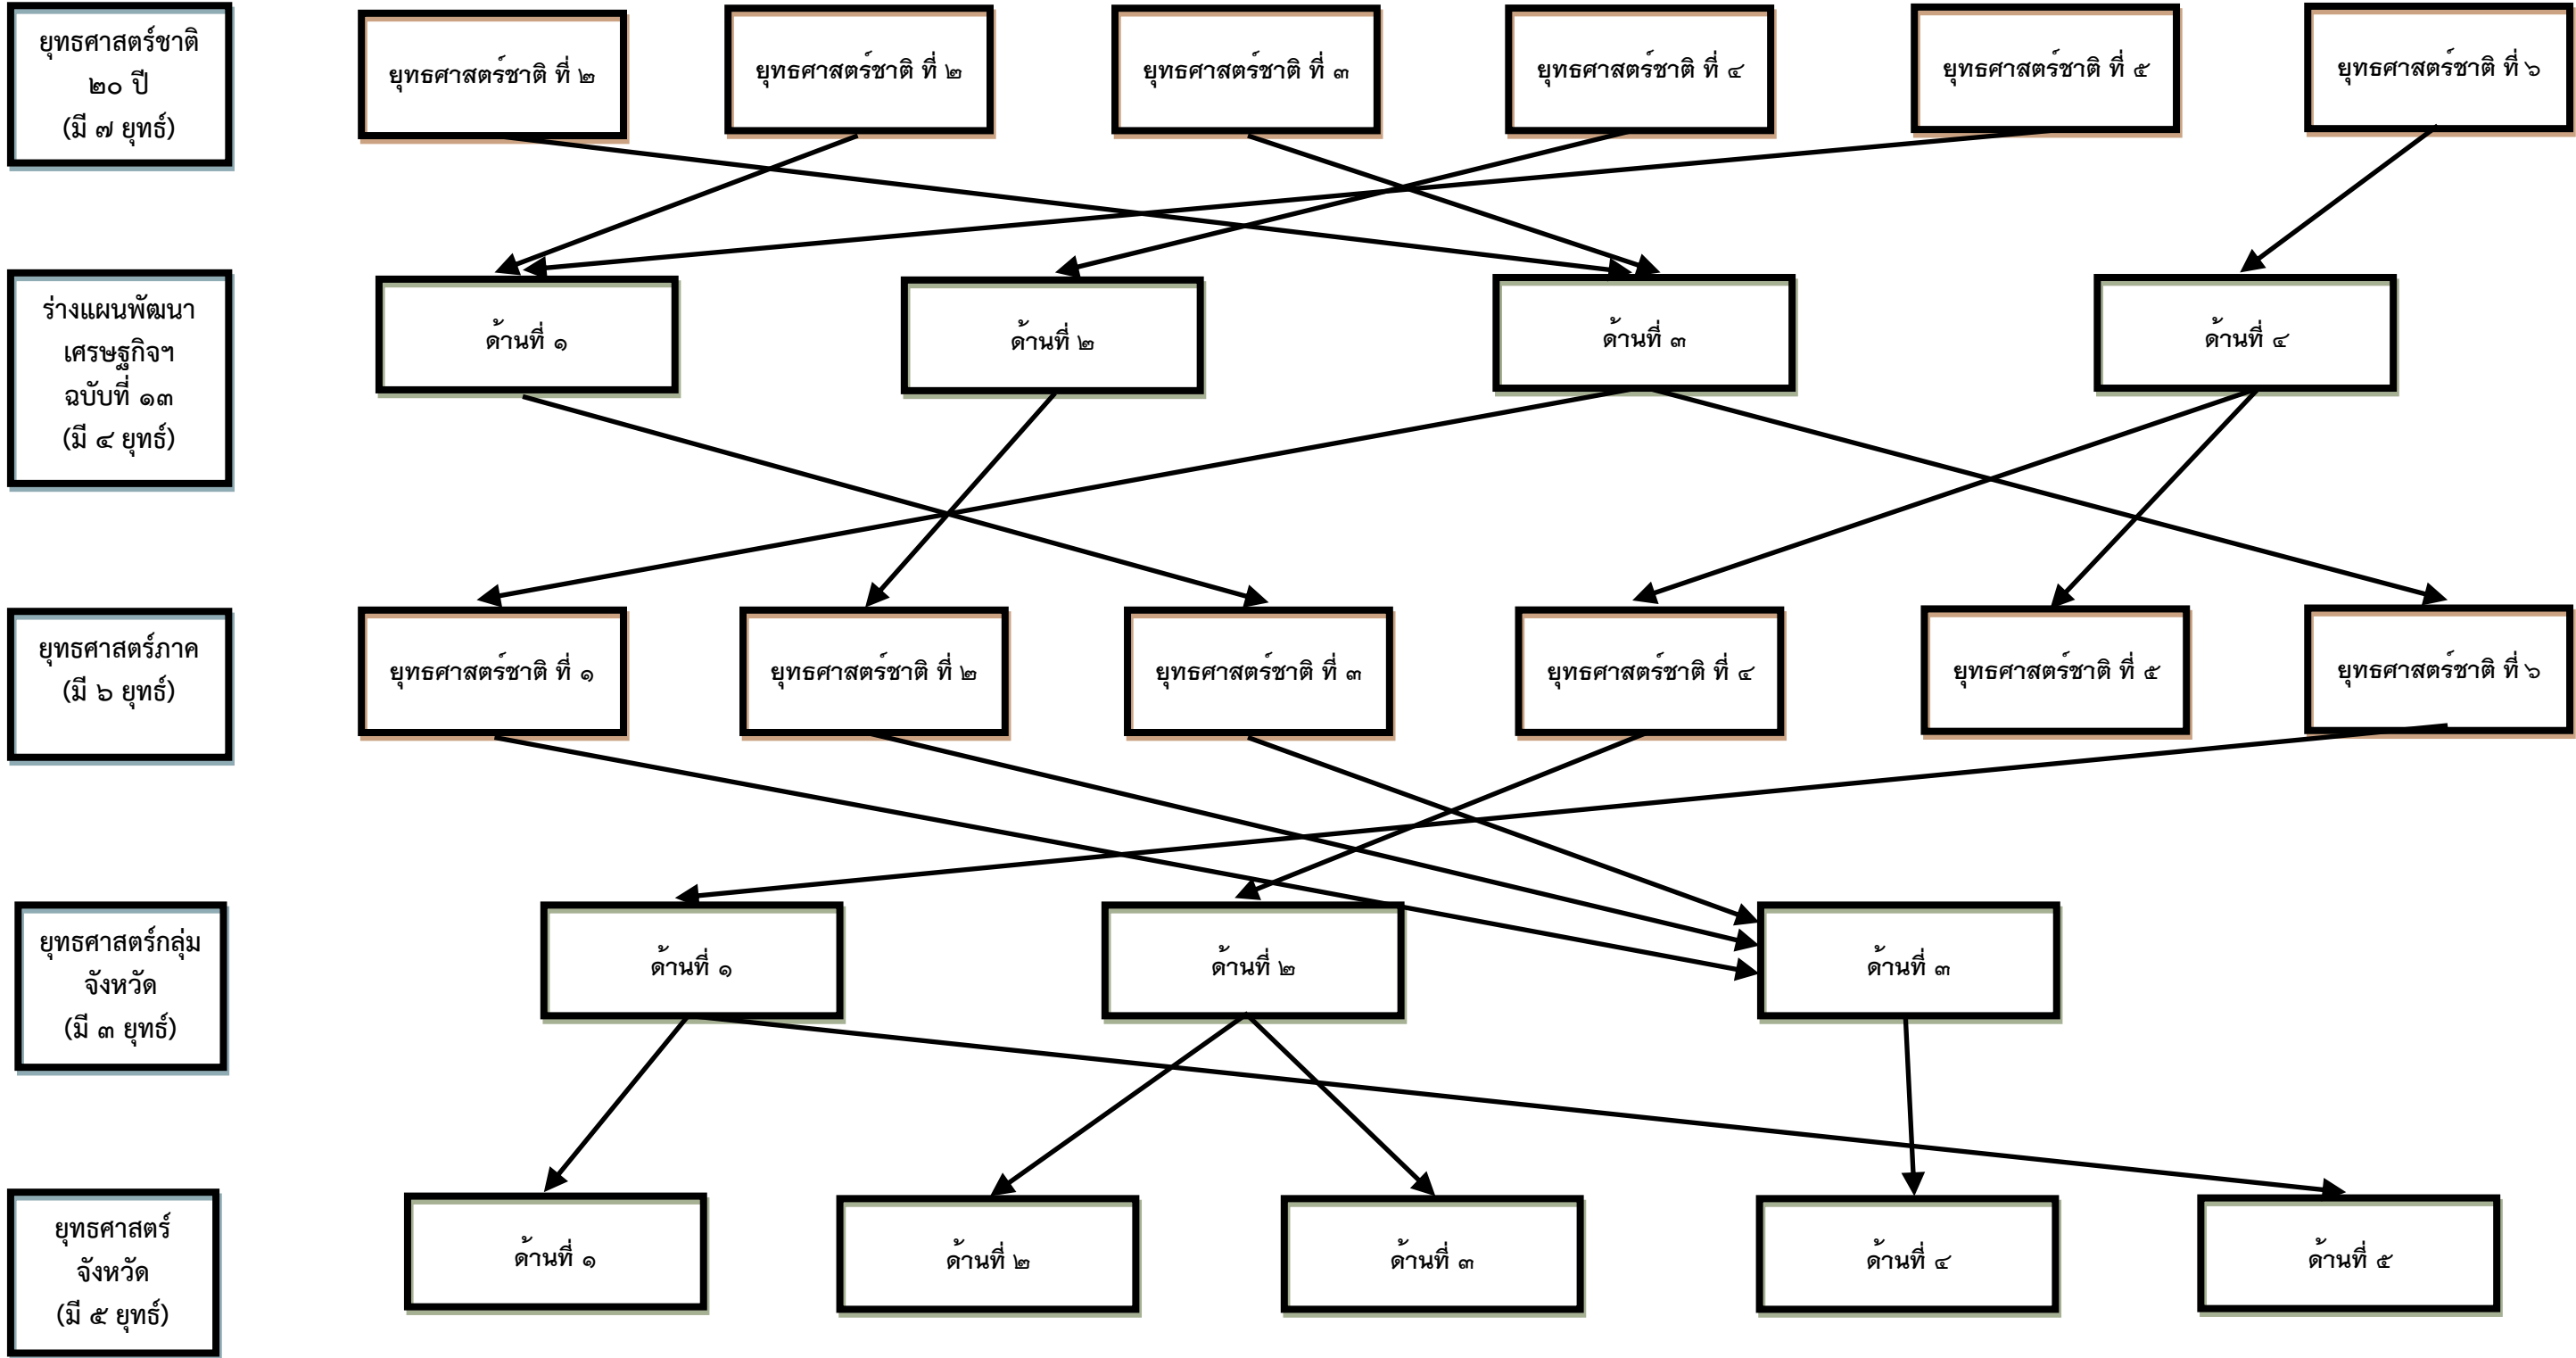 ยุทธศาสตร์ชาติ
๒๐ ปี
(มี ๗ ยุทธ์)
ยุทธศาสตร์ชาติ ที่ ๒
ยุทธศาสตร์ชาติ ที่ ๒
ยุทธศาสตร์ชาติ ที่ ๓
ยุทธศาสตร์ชาติ ที่ ๔
ยุทธศาสตร์ชาติ ที่ ๕
ยุทธศาสตร์ชาติ ที่ ๖
ร่างแผนพัฒนา
เศรษฐกิจฯ
ฉบับที่ ๑๓
(มี ๔ ยุทธ์)
ด้านที่ ๑
ด้านที่ ๒
ด้านที่ ๓
ด้านที่ ๔
ยุทธศาสตร์ภาค
(มี ๖ ยุทธ์)
ยุทธศาสตร์ชาติ ที่ ๑
ยุทธศาสตร์ชาติ ที่ ๒
ยุทธศาสตร์ชาติ ที่ ๓
ยุทธศาสตร์ชาติ ที่ ๔
ยุทธศาสตร์ชาติ ที่ ๕
ยุทธศาสตร์ชาติ ที่ ๖
ยุทธศาสตร์กลุ่ม
จังหวัด
(มี ๓ ยุทธ์)
ด้านที่ ๑
ด้านที่ ๒
ด้านที่ ๓
ยุทธศาสตร์
จังหวัด
(มี ๕ ยุทธ์)
ด้านที่ ๑
ด้านที่ ๒
ด้านที่ ๓
ด้านที่ ๔
ด้านที่ ๕